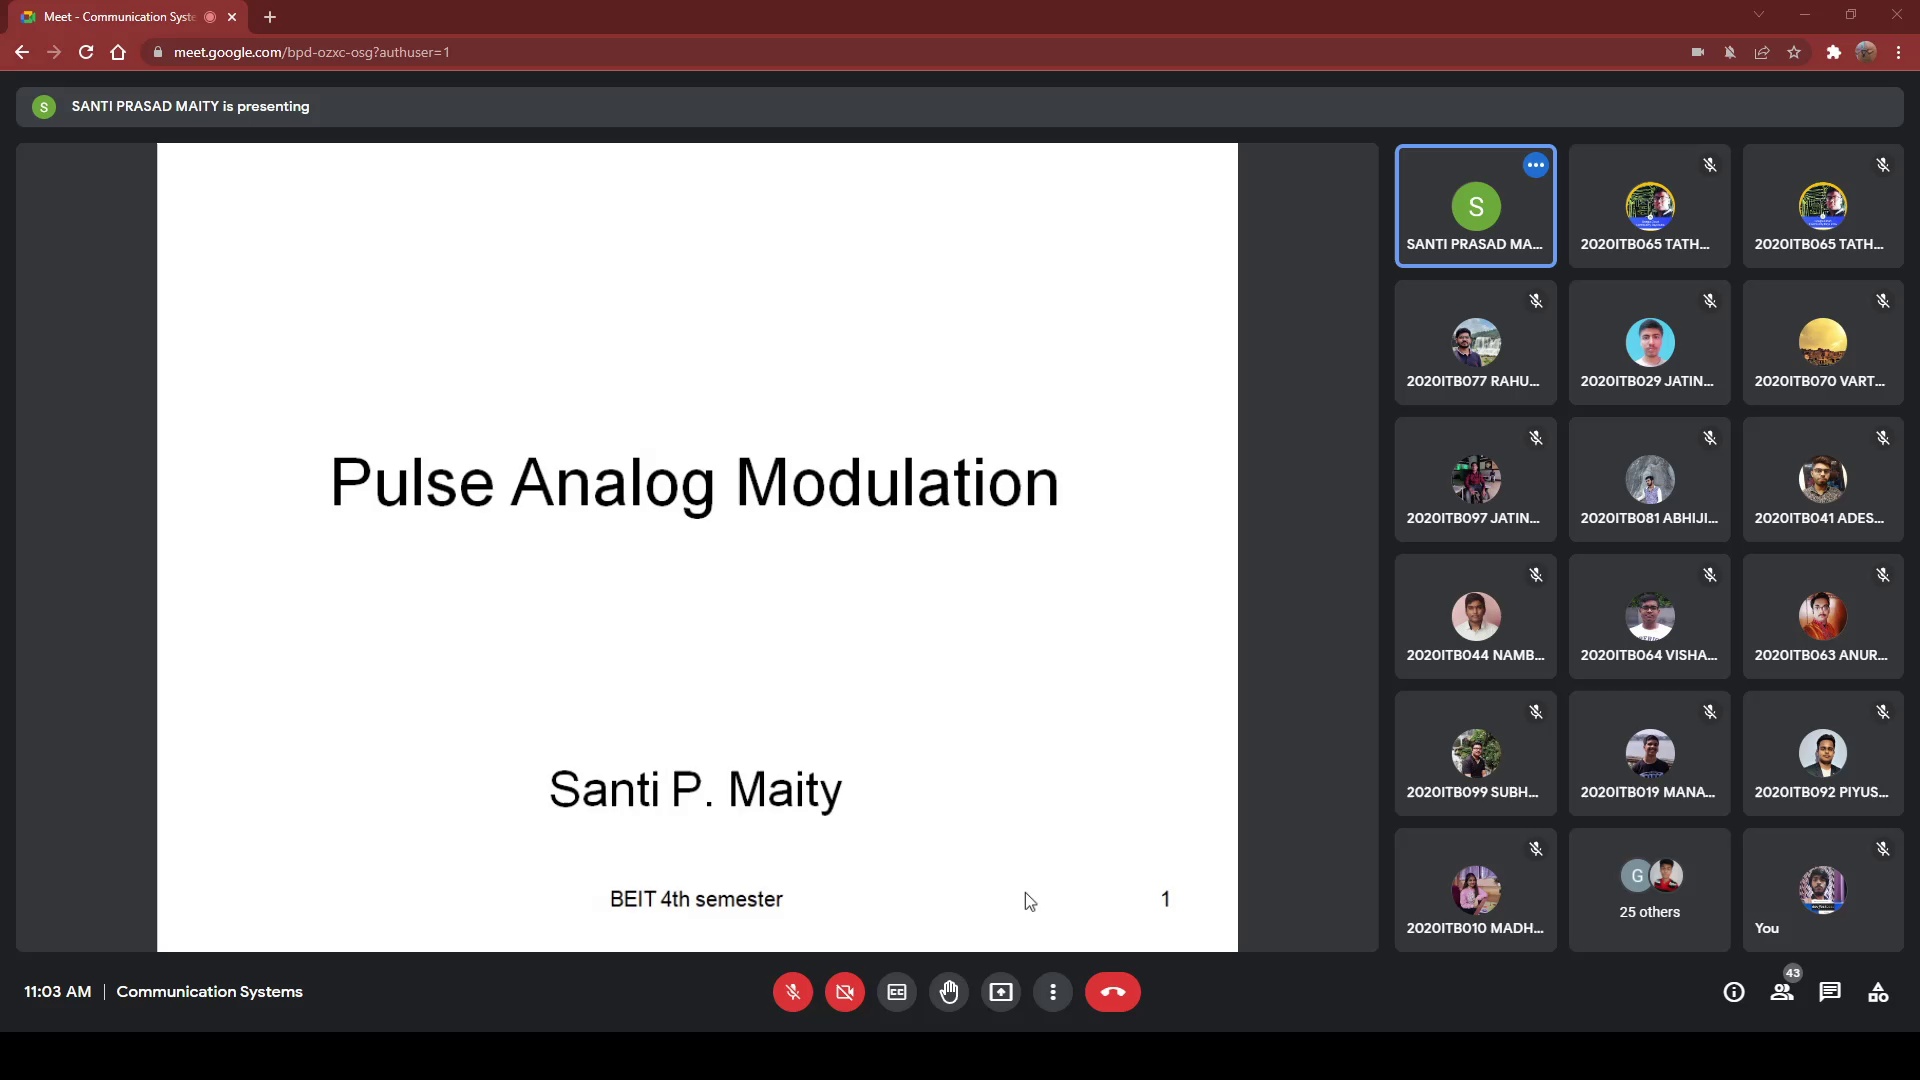 Meet - Communication Syste
meet.google.com/bpd-ozxc-osg?authuser=1
S
SANTI PRASAD MAITY is presenting
Pulse Analog Modulation
Santi P. Maity
BEIT 4th semester
1
S
SANTI PRASAD MA...
2020ITB065 TATH...
2020ITB065 TATH...
2020ITB077 RAHU...
2020ITB029 JATIN...
2020ITB070 VART...
2020ITB097 JATIN...
2020ITB081 ABHIJI...
2020ITB041 ADES...
2020ITB044 NAMB...
2020ITB064 VISHA...
2020ITB063 ANUR...
2020ITB099 SUBH...
2020ITB019 MANA...
2020ITB092 PIYUS...
2020ITB010 MADH...
G
25 others
You
11:03 AM | Communication Systems
CC
43